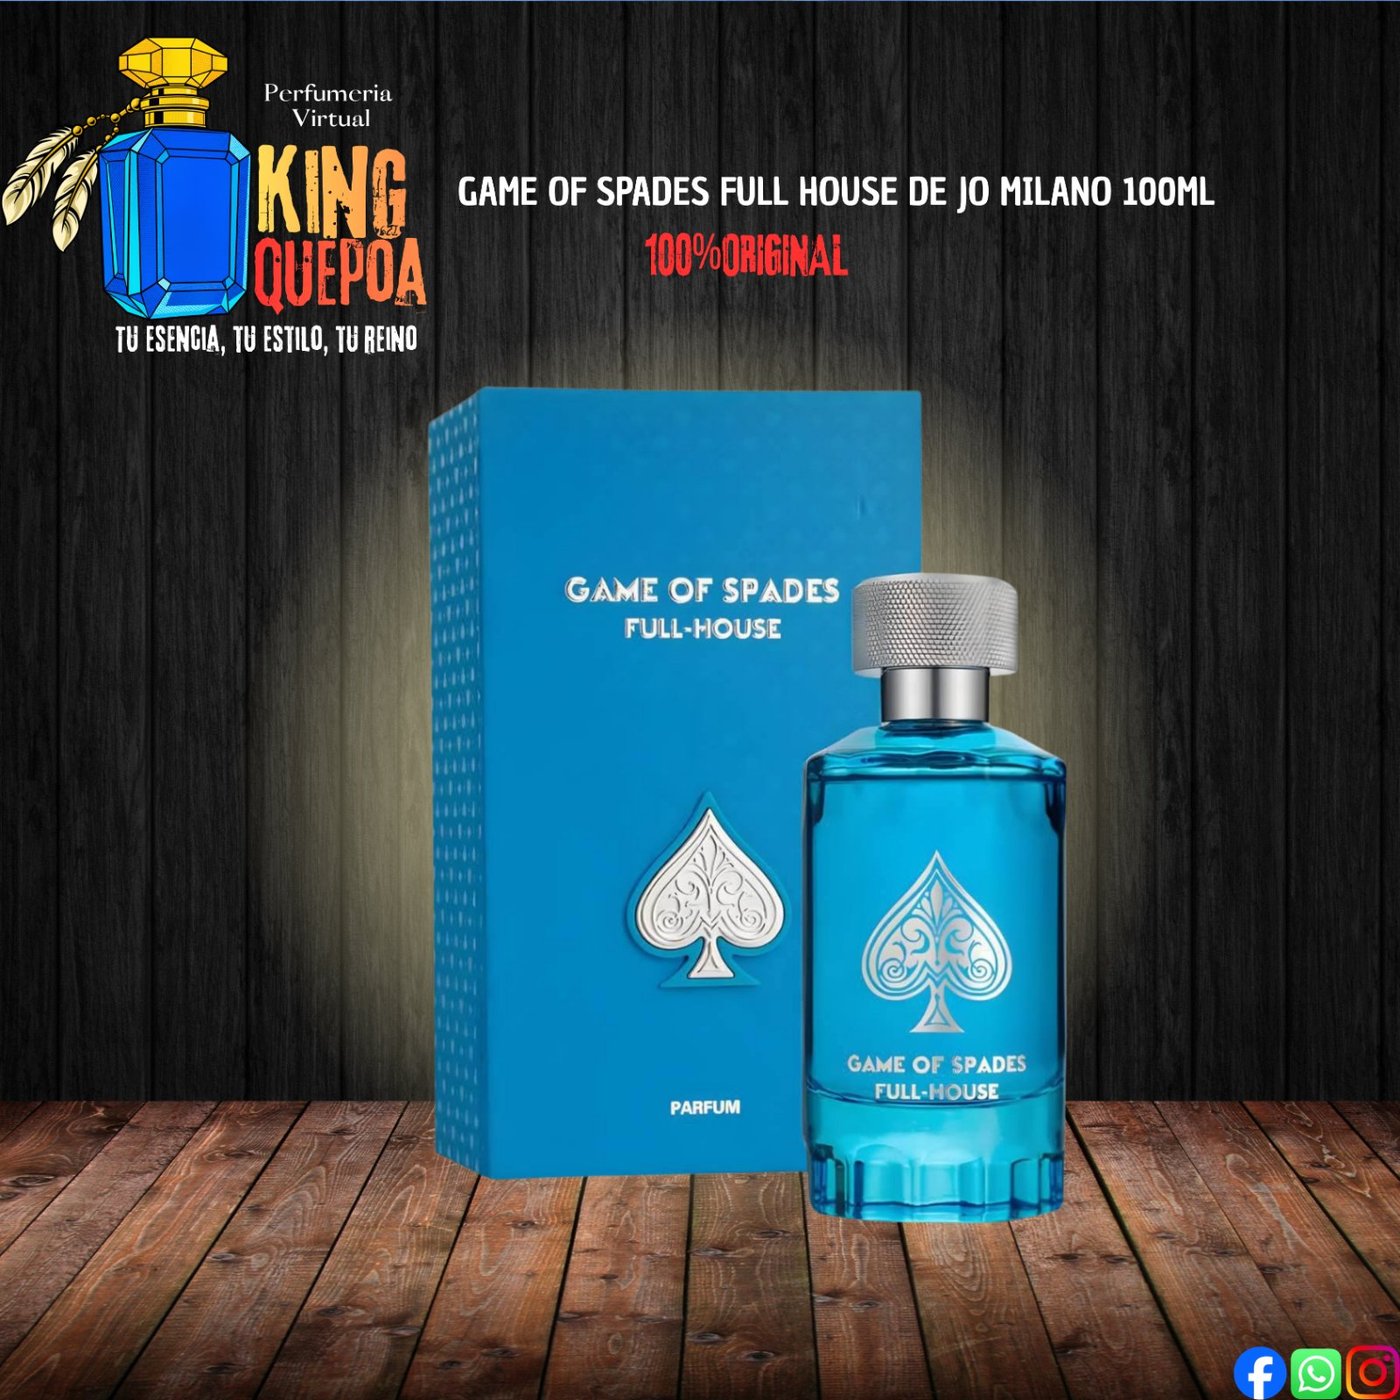 Perfumeria
Virtual
KING
QUEPOA
TU ESENCIA, TU ESTILO, TU REINO
GAME OF SPADES FULL HOUSE DE JO MILANO 100ML
100%ORIGINAL
GAME OF SPADES
FULL-HOUSE
PARFUM
GAME OF SPADES
FULL-HOUSE